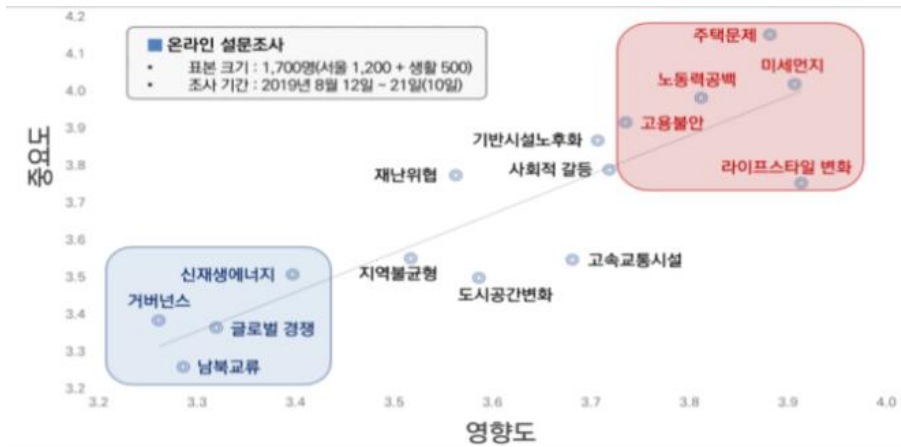 4.2
4.1
4.0
3.9
3.8
3.7
3.6
3.5
3.4
3.3
3.2
중요도
■ 온라인 설문조사
• 표본 크기 : 1,700명(서울 1,200 + 생활 500)
• 조사 기간 : 2019년 8월 12일 ~ 21일(10일)
주택문제
미세먼지
노동력공백
고용불안
기반시설노후화
사회적 갈등
라이프스타일 변화
재난위협
지역불균형
고속교통시설
도시공간변화
신재생에너지
거버넌스
글로벌 경쟁
남북교류
3.2 3.3 3.4 3.5 3.6 3.7 3.8 3.9 4.0
영향도